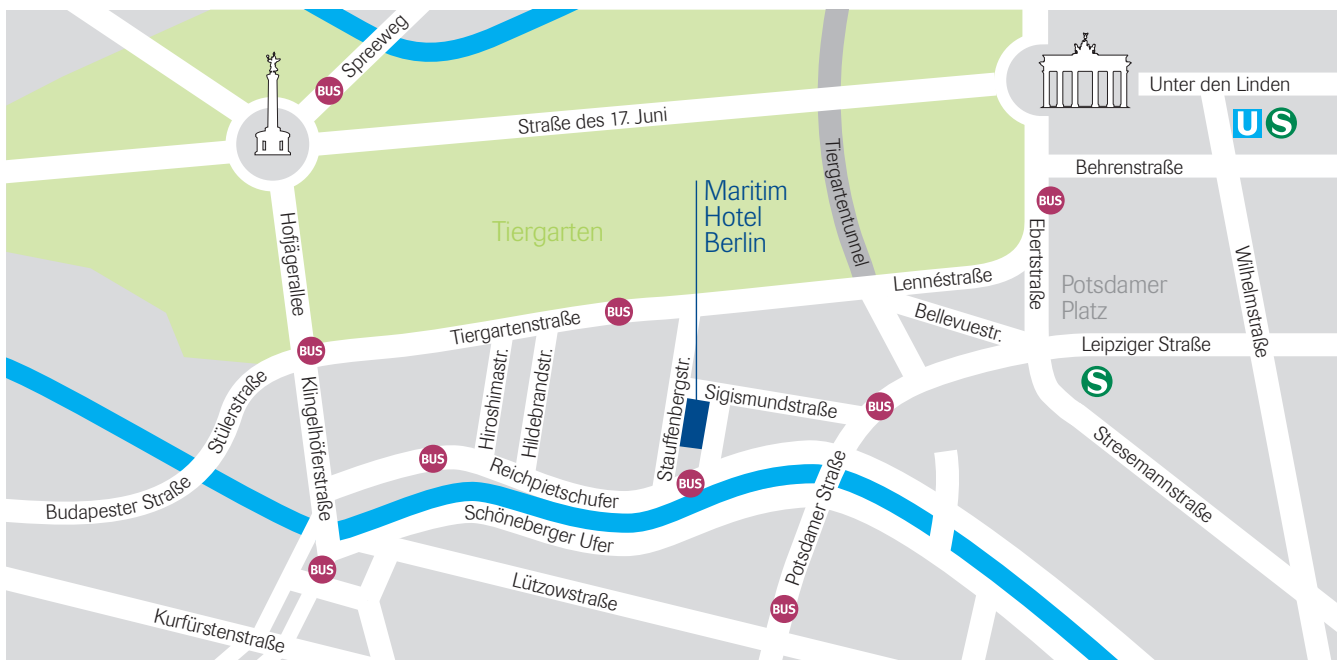 Spreeweg
BUS
Unter den Linden
Straße des 17. Juni
U S
Behrenstraße
Tiergartentunnel
Maritim
Hotel
Berlin
BUS
Tiergarten
Hofjägerallee
Ebertstraße
Wilhelmstraße
Lennéstraße
Potsdamer
Platz
BUS
Bellevuestr.
Tiergartenstraße
Leipziger Straße
BUS
S
Stülerstraße
Klingelhöferstraße
Hiroshimastr.
Hildebrandstr.
Stauffenbergstr.
Sigismundstraße
BUS
Stresemannstraße
BUS
Reichpietschufer
BUS
Budapester Straße
Schöneberger Ufer
Potsdamer Straße
BUS
Lützowstraße
BUS
Kurfürstenstraße